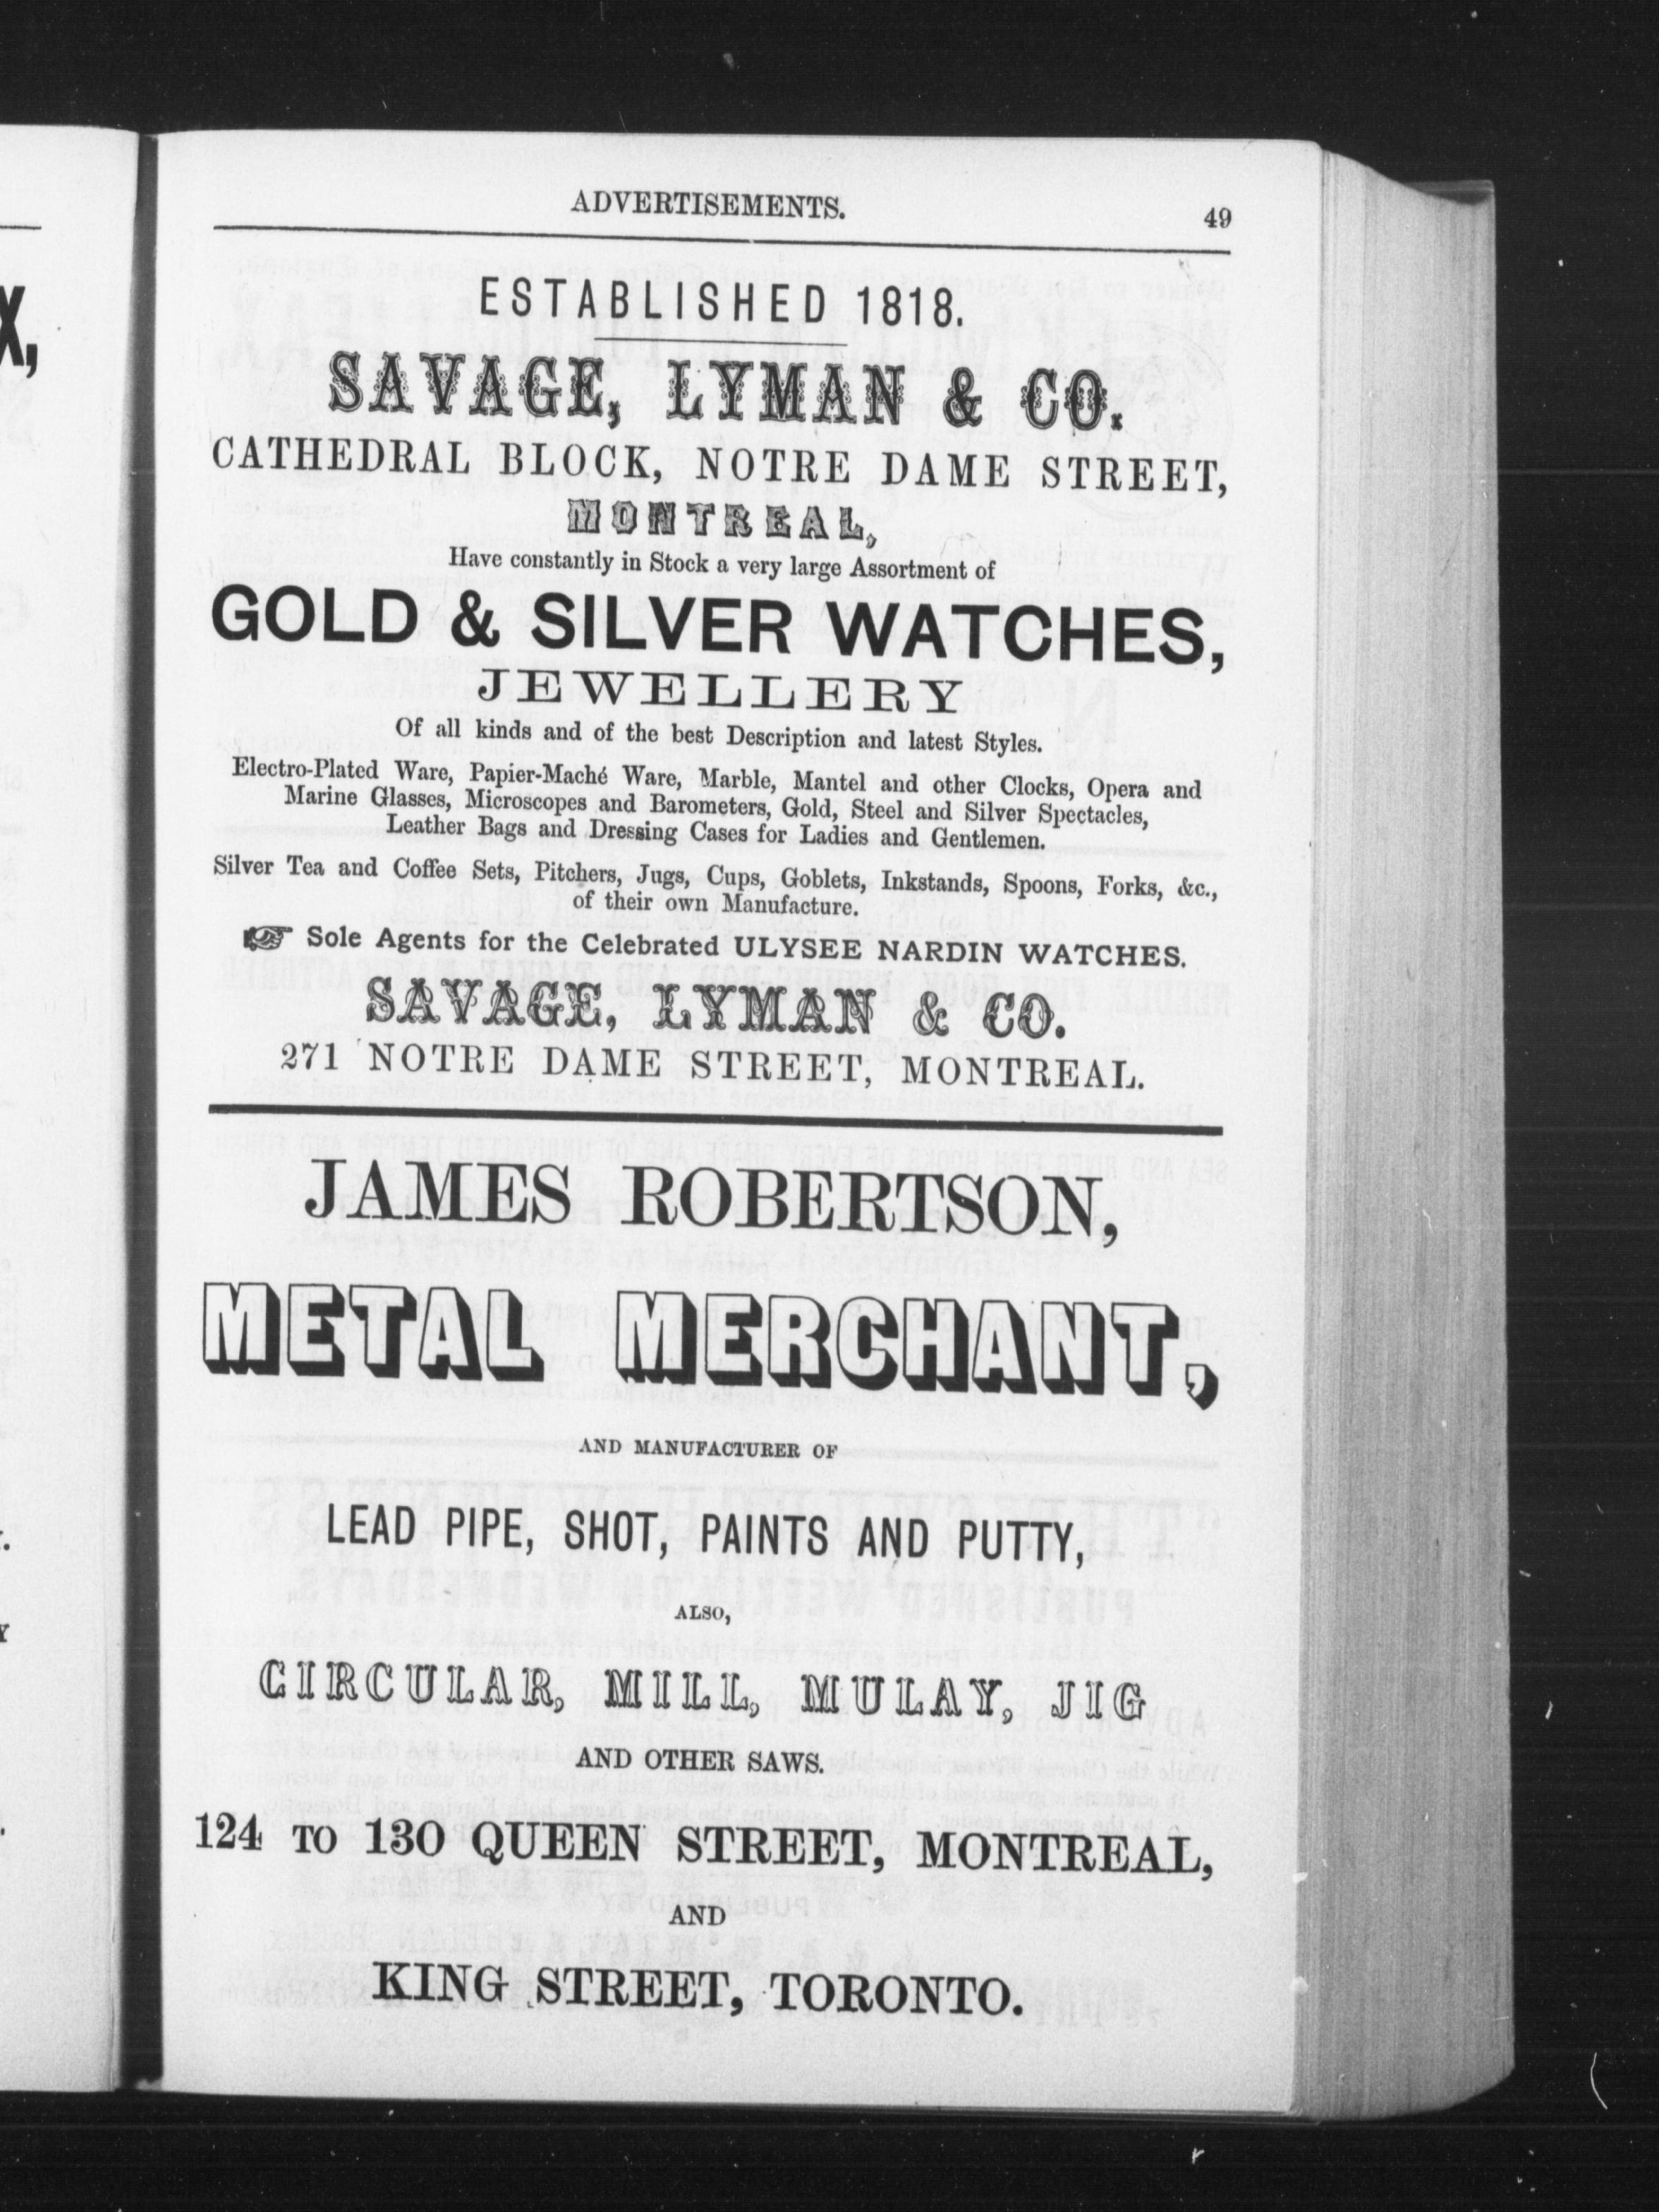 ADVERTISEMENTS.
49
ESTABLISHED 1818.
SAVAGE, LYMAN & CO.
CATHEDRAL BLOCK, NOTRE DAME STREET,
MONTREAL,
Have constantly in Stock a very large Assortment of
GOLD & SILVER WATCHES,
JEWELLERY
Of all kinds and of the best Description and latest Styles.
Electro-Plated Ware, Papier-Maché Ware, Marble, Mantel and other Clocks, Opera and
Marine Glasses, Microscopes and Barometers, Gold, Steel and Silver Spectacles,
Leather Bags and Dressing Cases for Ladies and Gentlemen.
Silver Tea and Coffee Sets, Pitchers, Jugs, Cups, Goblets, Inkstands, Spoons, Forks, &c.,
of their own Manufacture.
☞ Sole Agents for the Celebrated ULYSEE NARDIN WATCHES.
SAVAGE, LYMAN & CO.
271 NOTRE DAME STREET, MONTREAL.
JAMES ROBERTSON,
METAL MERCHANT,
AND MANUFACTURER OF
LEAD PIPE, SHOT, PAINTS AND PUTTY,
ALSO,
CIRCULAR, MILL, MULAY, JIG
AND OTHER SAWS.
124 TO 130 QUEEN STREET, MONTREAL,
AND
KING STREET, TORONTO.